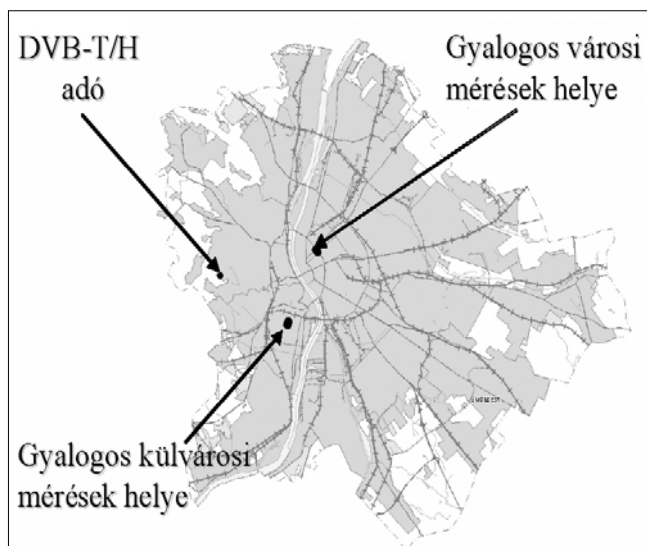 DVB-T/H
adó
Gyalogos városi
mérések helye
Gyalogos külvárosi
mérések helye